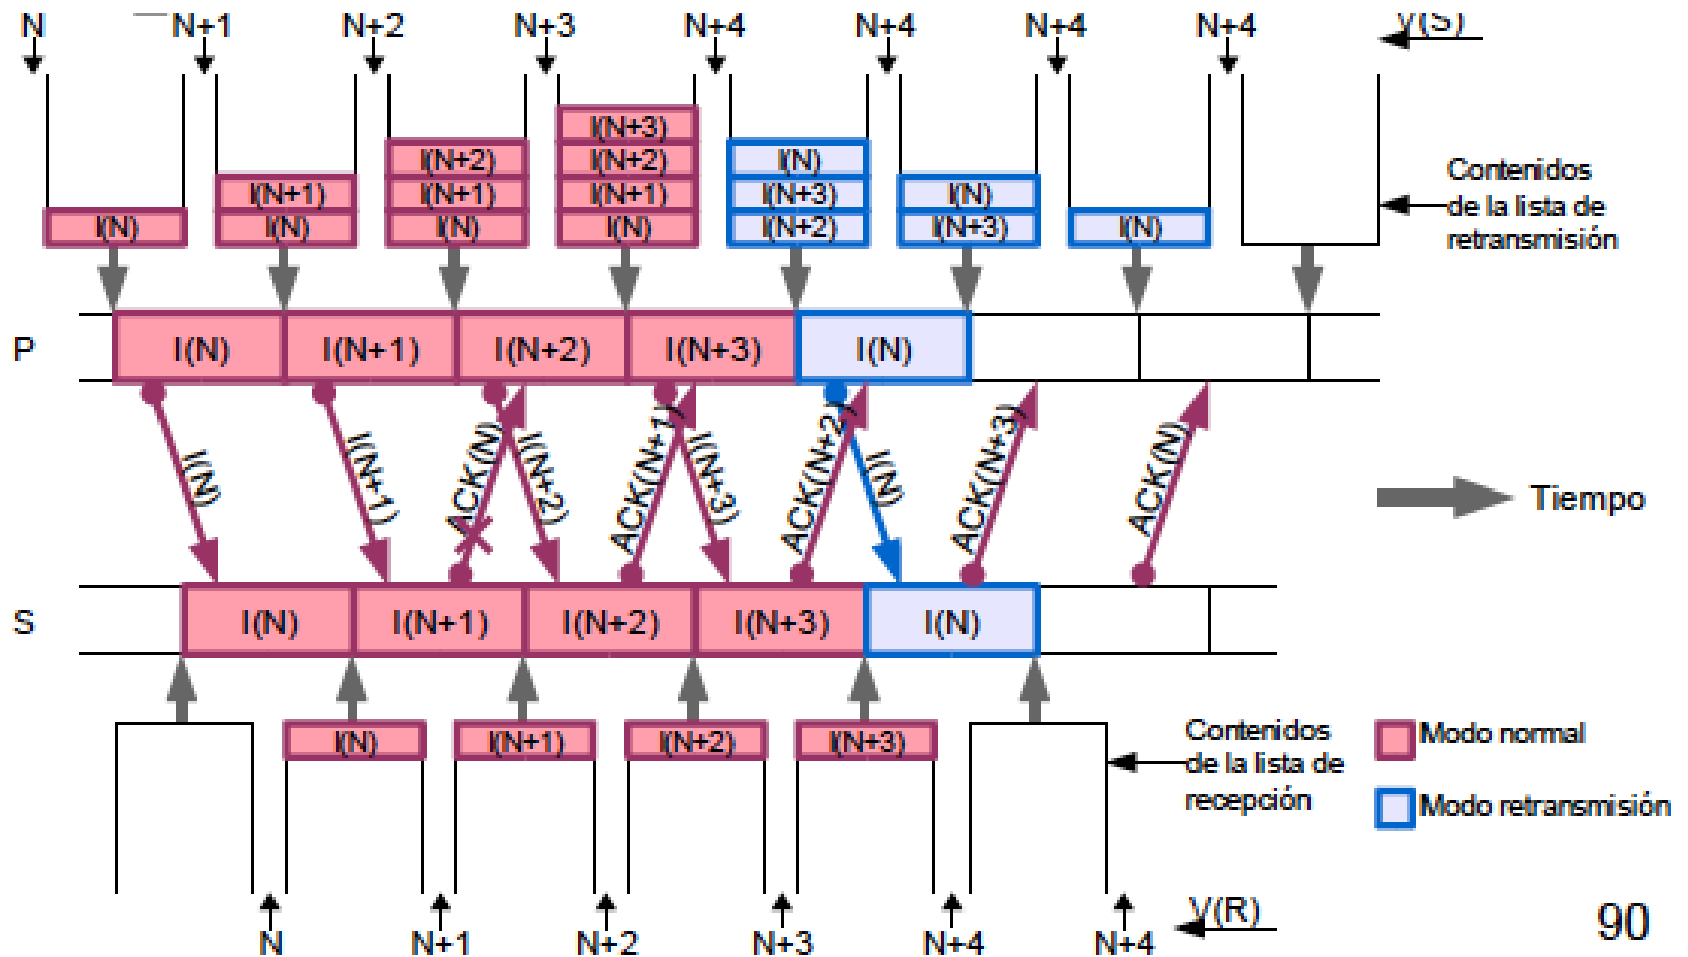 N N+1 N+2 N+3 N+4 N+4 N+4 N+4 V(S)
I(N+3)
I(N+2) I(N+2) I(N)
I(N+1) I(N+1) I(N+1) I(N+3) I(N)
I(N) I(N) I(N) I(N) I(N+2) I(N+3) I(N)
Contenidos
de la lista de
retransmisión
P I(N) I(N+1) I(N+2) I(N+3) I(N)
I(N) I(N+1) ACK(N) I(N+2) ACK(N+1) I(N+3) ACK(N+2) I(N) ACK(N+3) ACK(N)
Tiempo
S I(N) I(N+1) I(N+2) I(N+3) I(N)
I(N) I(N+1) I(N+2) I(N+3)
Contenidos
de la lista de
recepción
Modo normal
Modo retransmisión
N N+1 N+2 N+3 N+4 N+4 V(R)
90